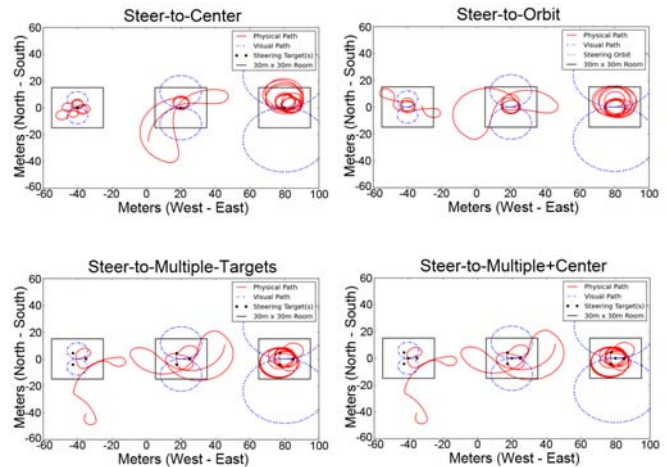 Steer-to-Center
Physical Path
Visual Path
Steering Target(s)
30m x 30m Room
Meters (North - South)
60
40
20
0
-20
-40
-60
-60 -40 -20 0 20 40 60 80 100
Meters (West - East)
Steer-to-Orbit
Physical Path
Visual Path
Steering Orbit
30m x 30m Room
Meters (North - South)
60
40
20
0
-20
-40
-60
-60 -40 -20 0 20 40 60 80 100
Meters (West - East)
Steer-to-Multiple-Targets
Physical Path
Visual Path
Steering Target(s)
30m x 30m Room
Meters (North - South)
60
40
20
0
-20
-40
-60
-60 -40 -20 0 20 40 60 80 100
Meters (West - East)
Steer-to-Multiple+Center
Physical Path
Visual Path
Steering Target(s)
30m x 30m Room
Meters (North - South)
60
40
20
0
-20
-40
-60
-60 -40 -20 0 20 40 60 80 100
Meters (West - East)